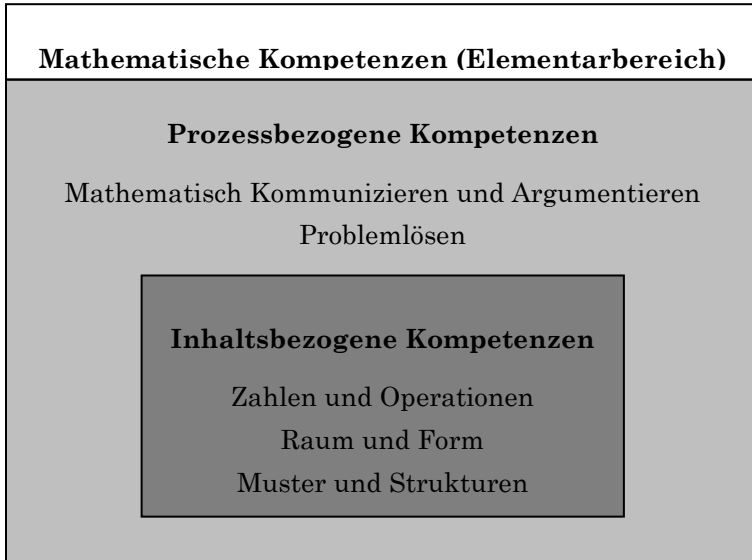 Mathematische Kompetenzen (Elementarbereich)
Prozessbezogene Kompetenzen
Mathematisch Kommunizieren und Argumentieren
Problemlösen
Inhaltsbezogene Kompetenzen
Zahlen und Operationen
Raum und Form
Muster und Strukturen